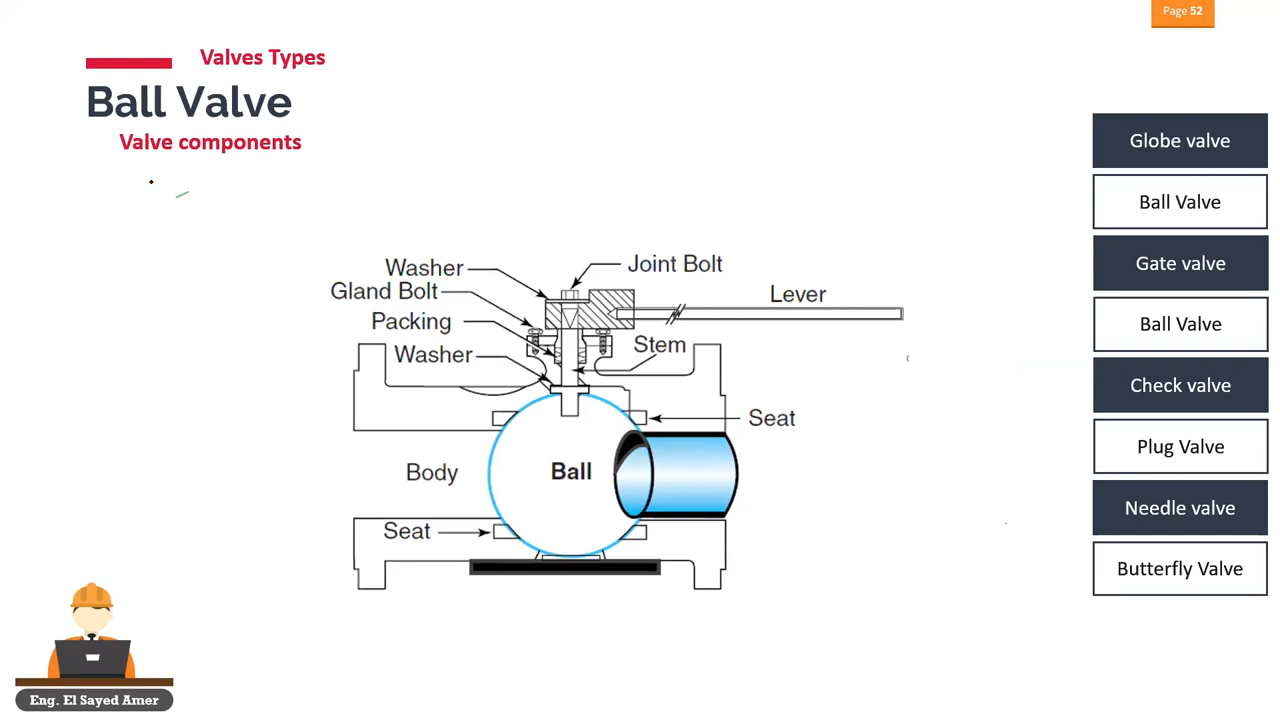 Page 52
Valves Types
Ball Valve
Valve components
Globe valve
Ball Valve
Gate valve
Ball Valve
Check valve
Plug Valve
Needle valve
Butterfly Valve
Washer
Joint Bolt
Gland Bolt
Lever
Packing
Stem
Washer
Seat
Body
Ball
Seat
Eng. El Sayed Amer